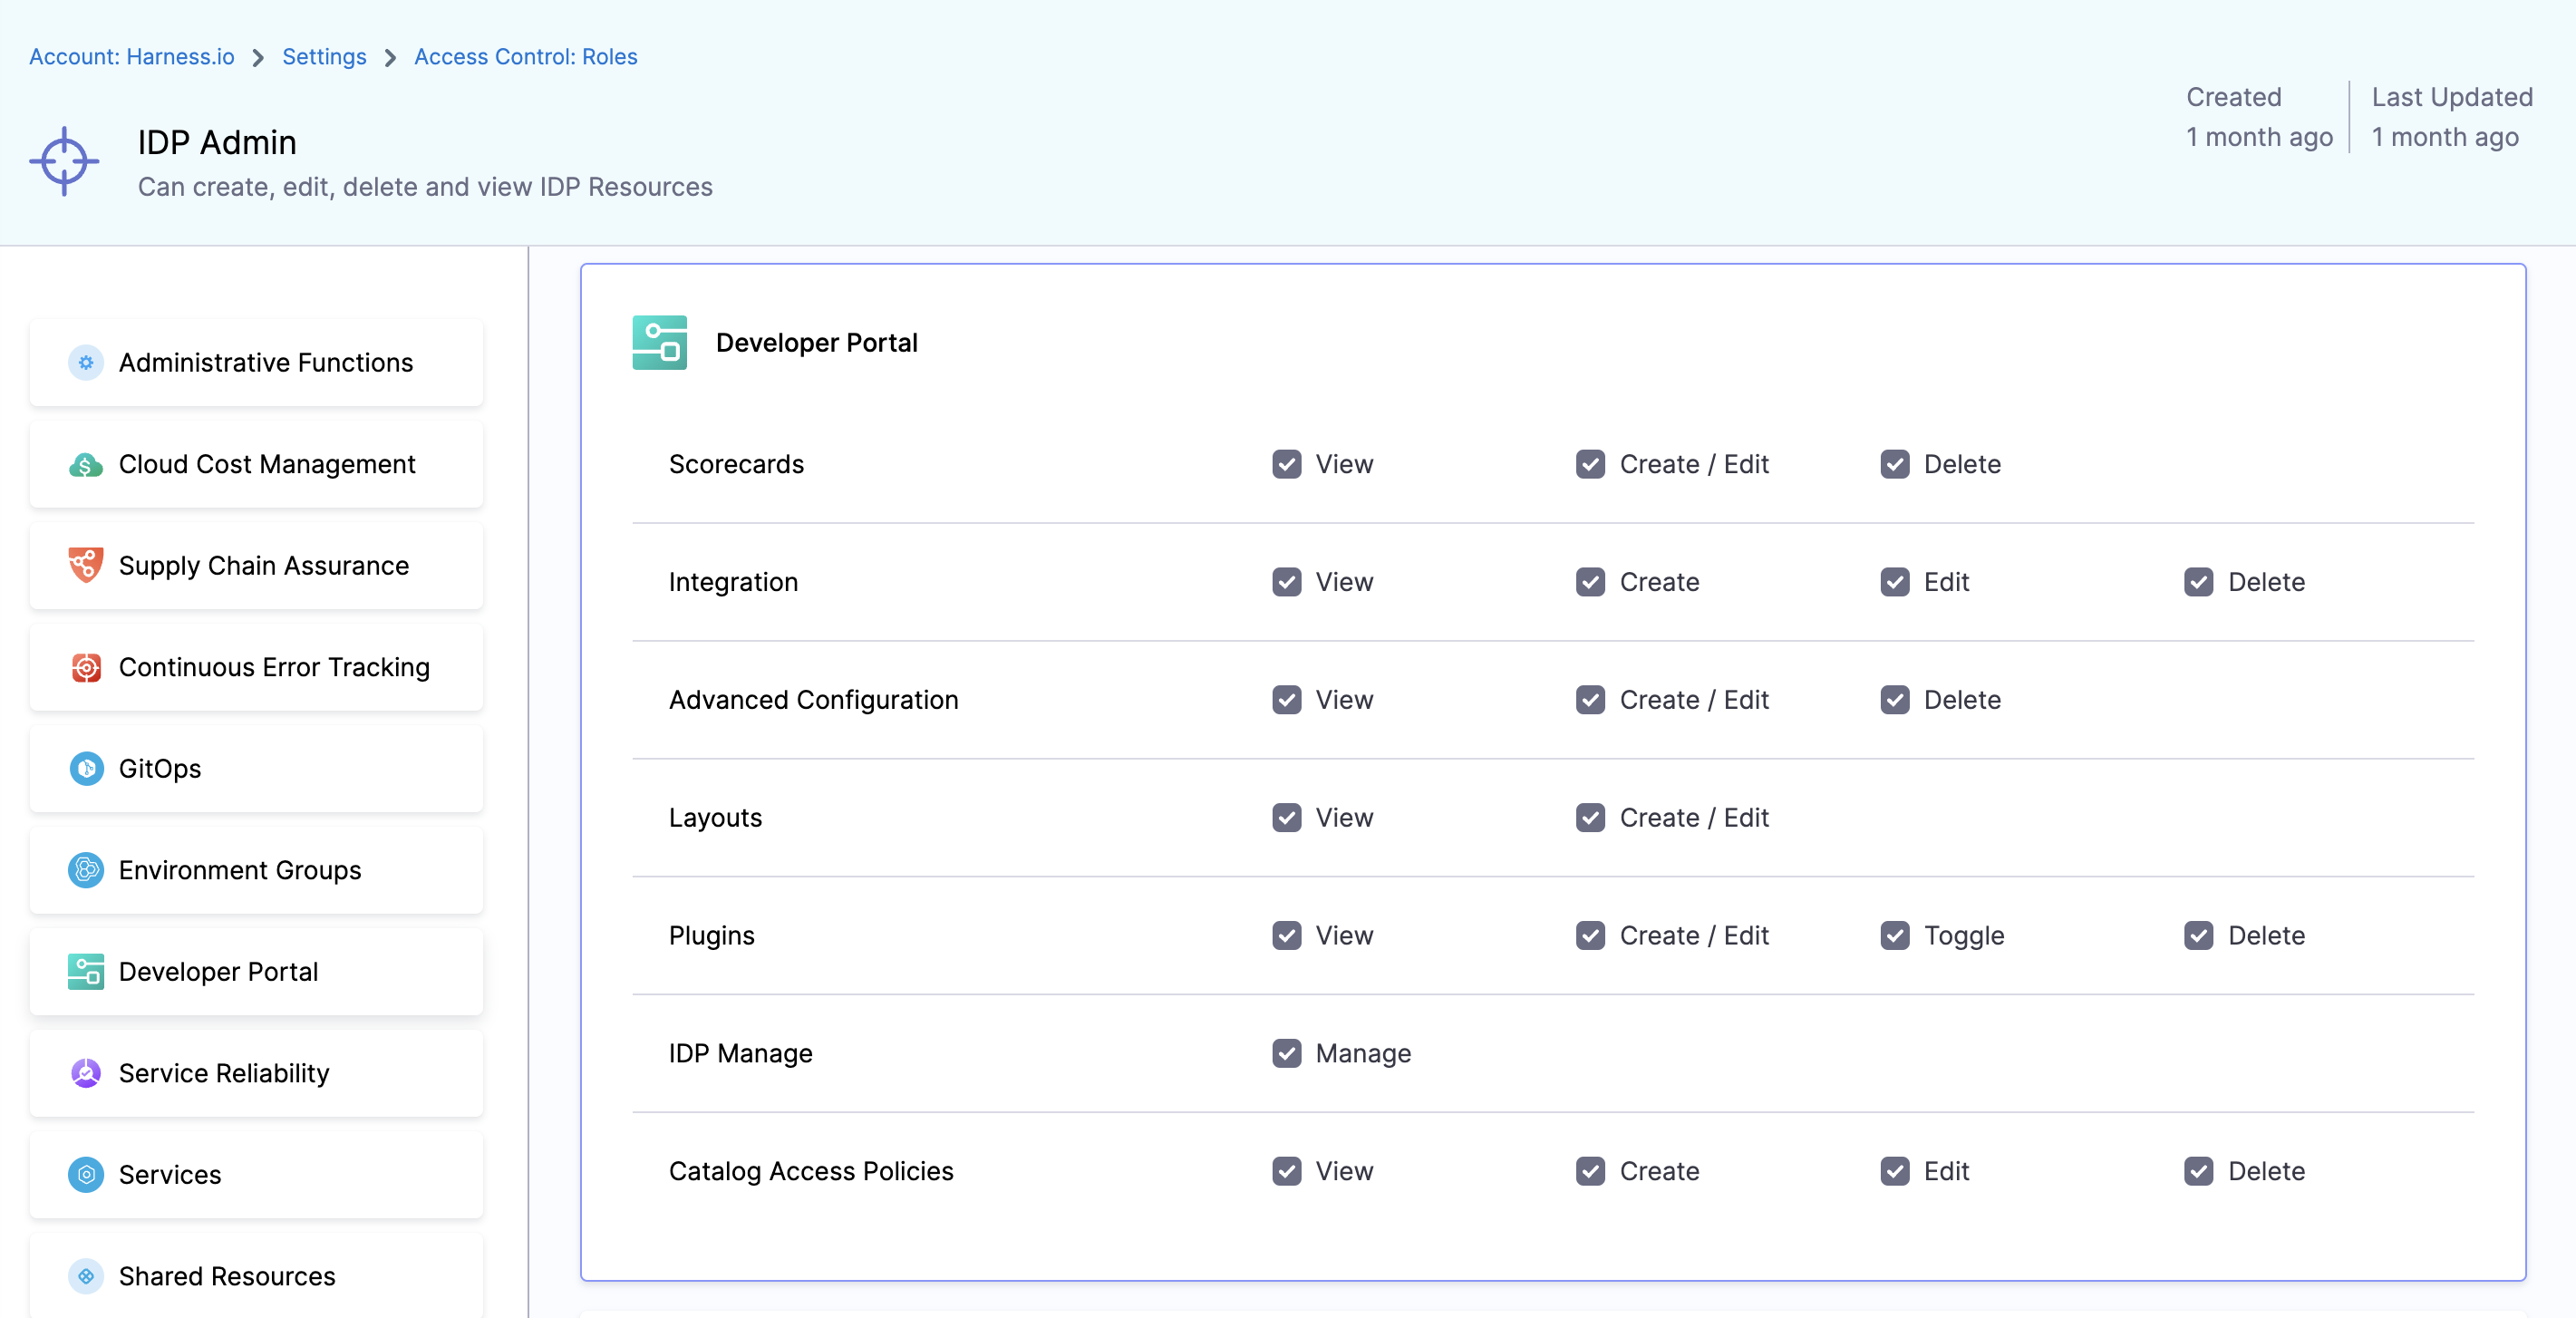 Account: Harness.io > Settings > Access Control: Roles
IDP Admin
Can create, edit, delete and view IDP Resources
Created
1 month ago
Last Updated
1 month ago
Administrative Functions
Cloud Cost Management
Supply Chain Assurance
Continuous Error Tracking
GitOps
Environment Groups
Developer Portal
Service Reliability
Services
Shared Resources
Developer Portal
Scorecards View Create / Edit Delete
Integration View Create Edit Delete
Advanced Configuration View Create / Edit Delete
Layouts View Create / Edit
Plugins View Create / Edit Toggle Delete
IDP Manage Manage
Catalog Access Policies View Create Edit Delete